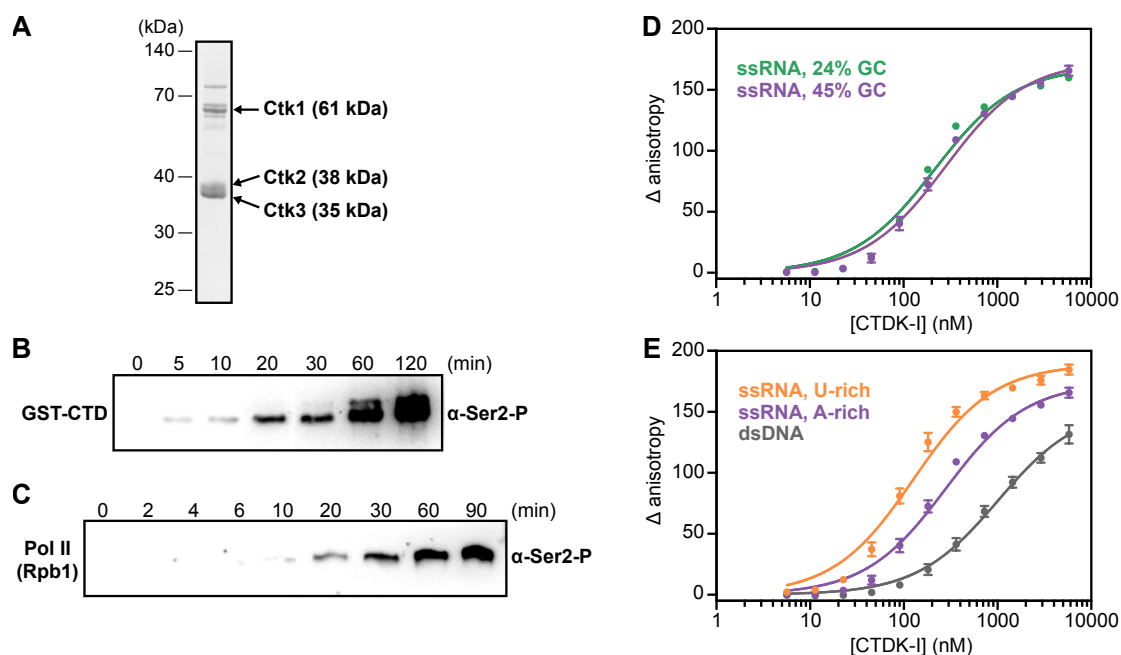 A
(kDa)
140
70
40
30
25
Ctk1 (61 kDa)
Ctk2 (38 kDa)
Ctk3 (35 kDa)
B
0 5 10 20 30 60 120 (min)
GST-CTD
α-Ser2-P
C
0 2 4 6 10 20 30 60 90 (min)
Pol II
(Rpb1)
α-Ser2-P
D
200
150
100
50
0
Δ anisotropy
ssRNA, 24% GC
ssRNA, 45% GC
1 10 100 1000 10000
[CTDK-I] (nM)
E
200
150
100
50
0
Δ anisotropy
ssRNA, U-rich
ssRNA, A-rich
dsDNA
1 10 100 1000 10000
[CTDK-I] (nM)